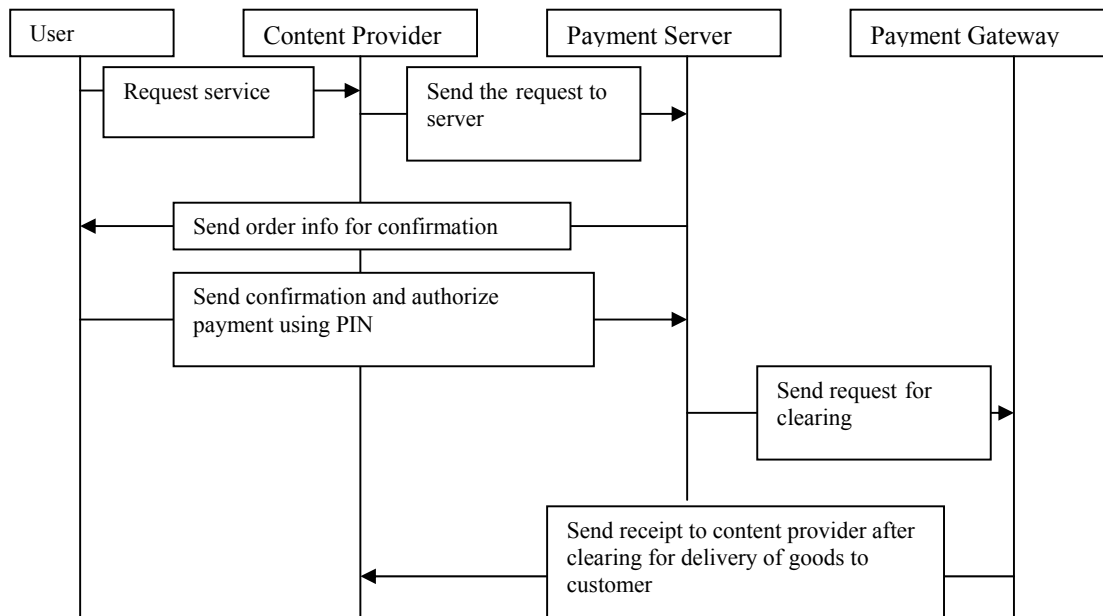 User
Content Provider
Payment Server
Payment Gateway
Request service
Send the request to
server
Send order info for confirmation
Send confirmation and authorize
payment using PIN
Send request for
clearing
Send receipt to content provider after
clearing for delivery of goods to
customer